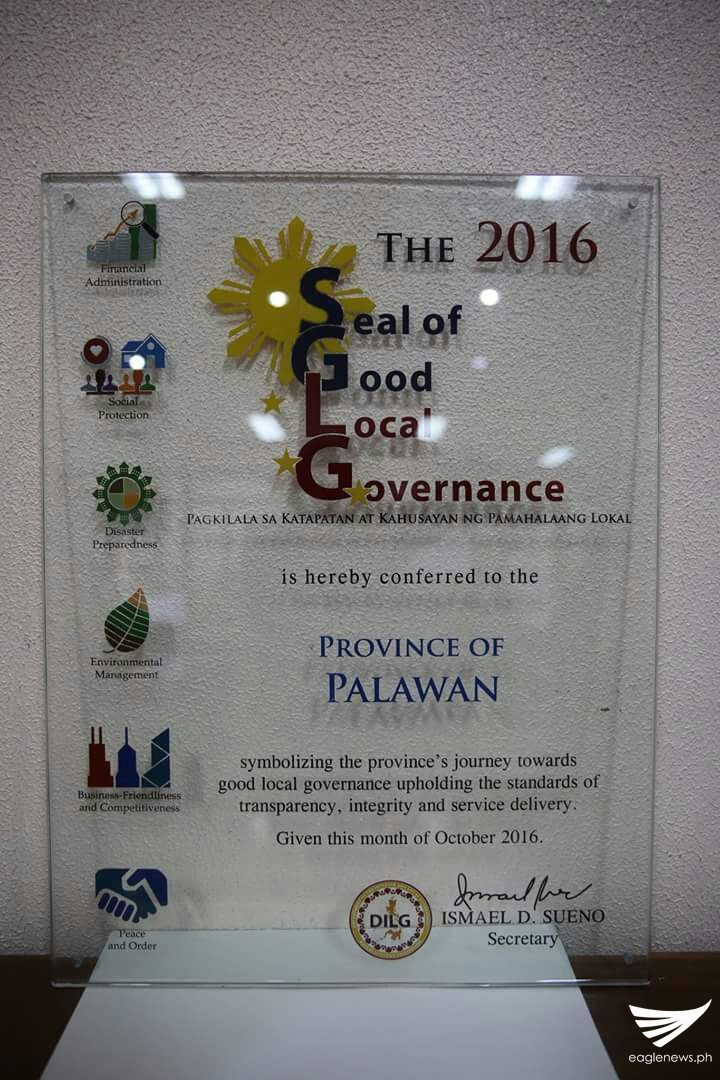 THE 2016
Seal of
Good
Local
Governance
PAGKILALA SA KATAPATAN AT KAHUSAYAN NG PAMAHALAANG LOKAL
is hereby conferred to the
PROVINCE OF
PALAWAN
symbolizing the province's journey towards
good local governance upholding the standards of
transparency, integrity and service delivery.
Given this month of October 2016.
DILG
ISMAEL D. SUENO
Secretary
Financial
Administration
Social
Protection
Disaster
Preparedness
Environmental
Management
Business-Friendliness
and Competitiveness
Peace
and Order
eaglenews.ph